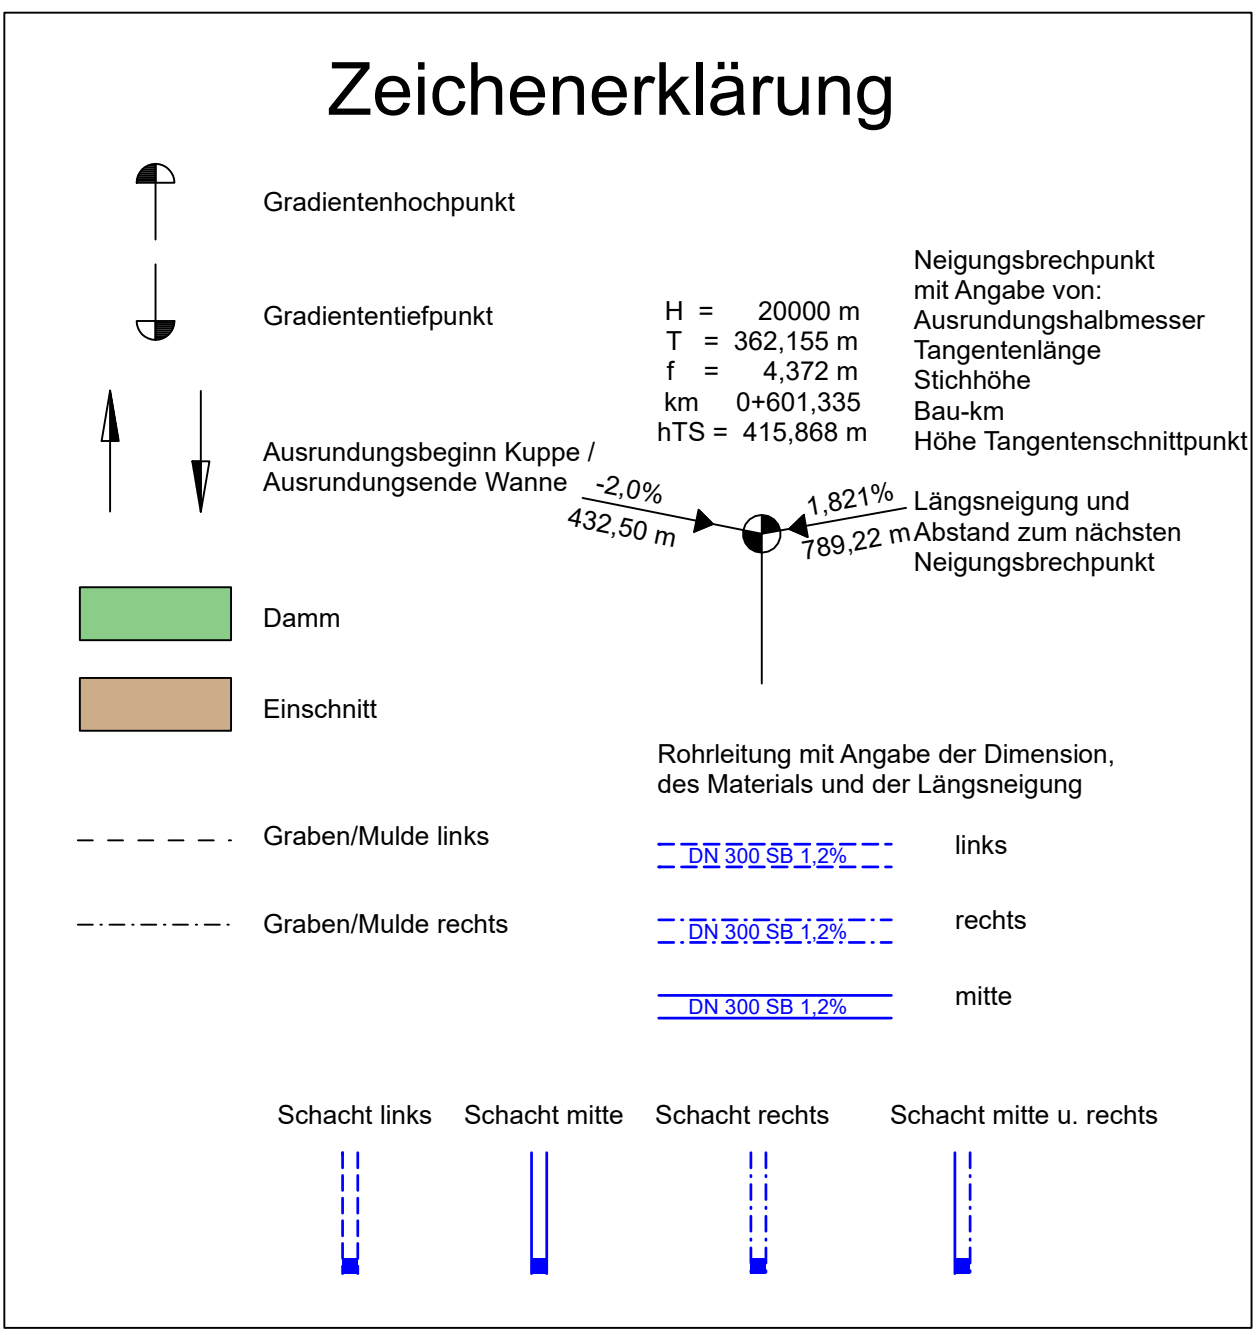 Zeichenerklärung
Gradientenhochpunkt
Gradiententiefpunkt
Ausrundungsbeginn Kuppe /
Ausrundungsende Wanne
Damm
Einschnitt
Graben/Mulde links
Graben/Mulde rechts
H = 20000 m
T = 362,155 m
f = 4,372 m
km 0+601,335
hTS = 415,868 m
Neigungsbrechpunkt
mit Angabe von:
Ausrundungshalbmesser
Tangentenlänge
Stichhöhe
Bau-km
Höhe Tangentenschnittpunkt
-2,0%
432,50 m
1,821%
789,22 m
Längsneigung und
Abstand zum nächsten
Neigungsbrechpunkt
Rohrleitung mit Angabe der Dimension,
des Materials und der Längsneigung
DN 300 SB 1,2% links
DN 300 SB 1,2% rechts
DN 300 SB 1,2% mitte
Schacht links Schacht mitte Schacht rechts Schacht mitte u. rechts